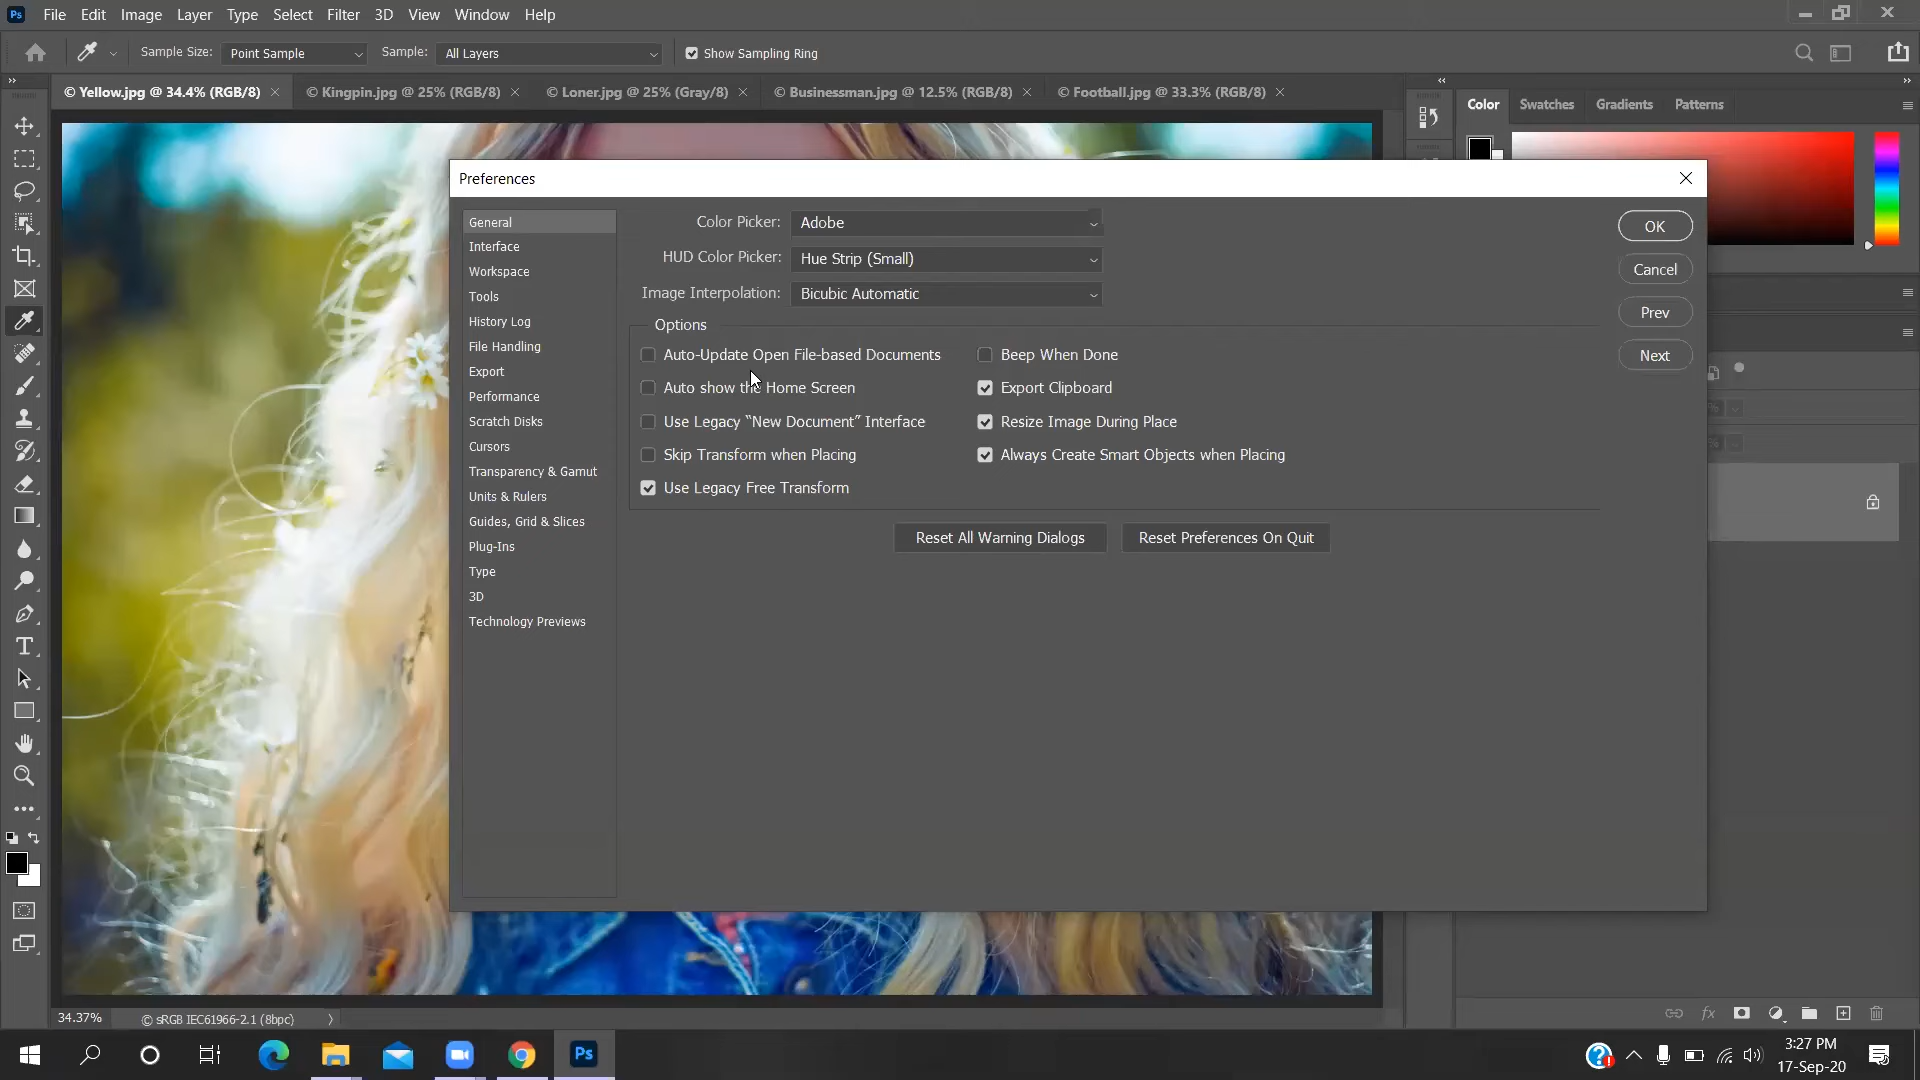 Ps File Edit Image Layer Type Select Filter 3D View Window Help
Sample Size: Point Sample Sample: All Layers Show Sampling Ring
© Yellow.jpg @ 34.4% (RGB/8) © Kingpin.jpg @ 25% (RGB/8) © Loner.jpg @ 25% (Gray/8) © Businessman.jpg @ 12.5% (RGB/8) © Football.jpg @ 33.3% (RGB/8)
Color Swatches Gradients Patterns
Preferences
General
Interface
Workspace
Tools
History Log
File Handling
Export
Performance
Scratch Disks
Cursors
Transparency & Gamut
Units & Rulers
Guides, Grid & Slices
Plug-Ins
Type
3D
Technology Previews
Color Picker: Adobe
HUD Color Picker: Hue Strip (Small)
Image Interpolation: Bicubic Automatic
Options
Auto-Update Open File-based Documents Beep When Done
Auto show the Home Screen Export Clipboard
Use Legacy “New Document” Interface Resize Image During Place
Skip Transform when Placing Always Create Smart Objects when Placing
Use Legacy Free Transform
Reset All Warning Dialogs Reset Preferences On Quit
OK
Cancel
Prev
Next
fx
34.37% © sRGB IEC61966-2.1 (8bpc)
Ps
3:27 PM
17-Sep-20